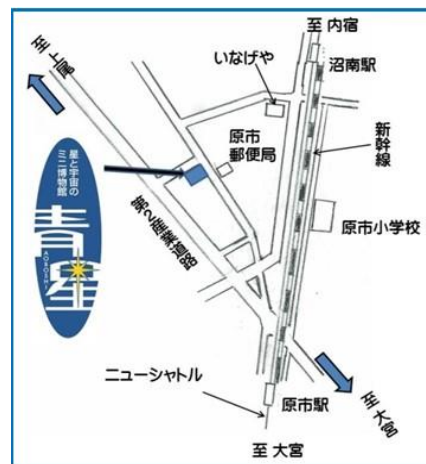 至 内宿
沼南駅
至 上尾
いなげや
新幹線
原市
郵便局
星と宇宙の
ミニ博物館
青星
AOBOSHI
第2産業道路
原市小学校
ニューシャトル
原市駅
至 大宮
至 大宮